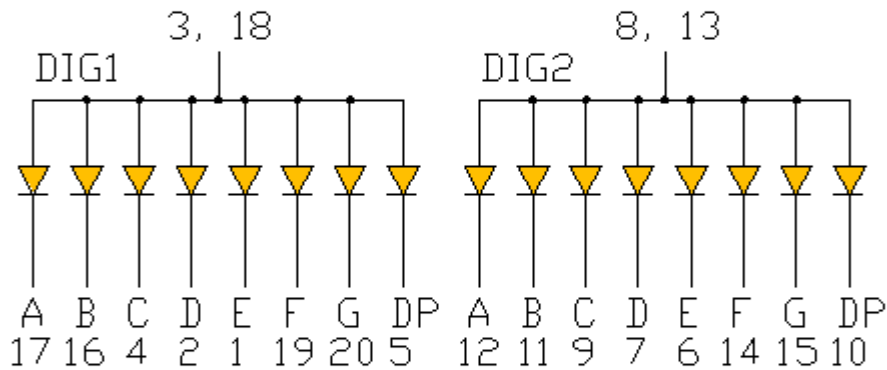 3, 18 8, 13
DIG1 DIG2
A B C D E F G DP A B C D E F G DP
17 16 4 2 1 19 20 5 12 11 9 7 6 14 15 10